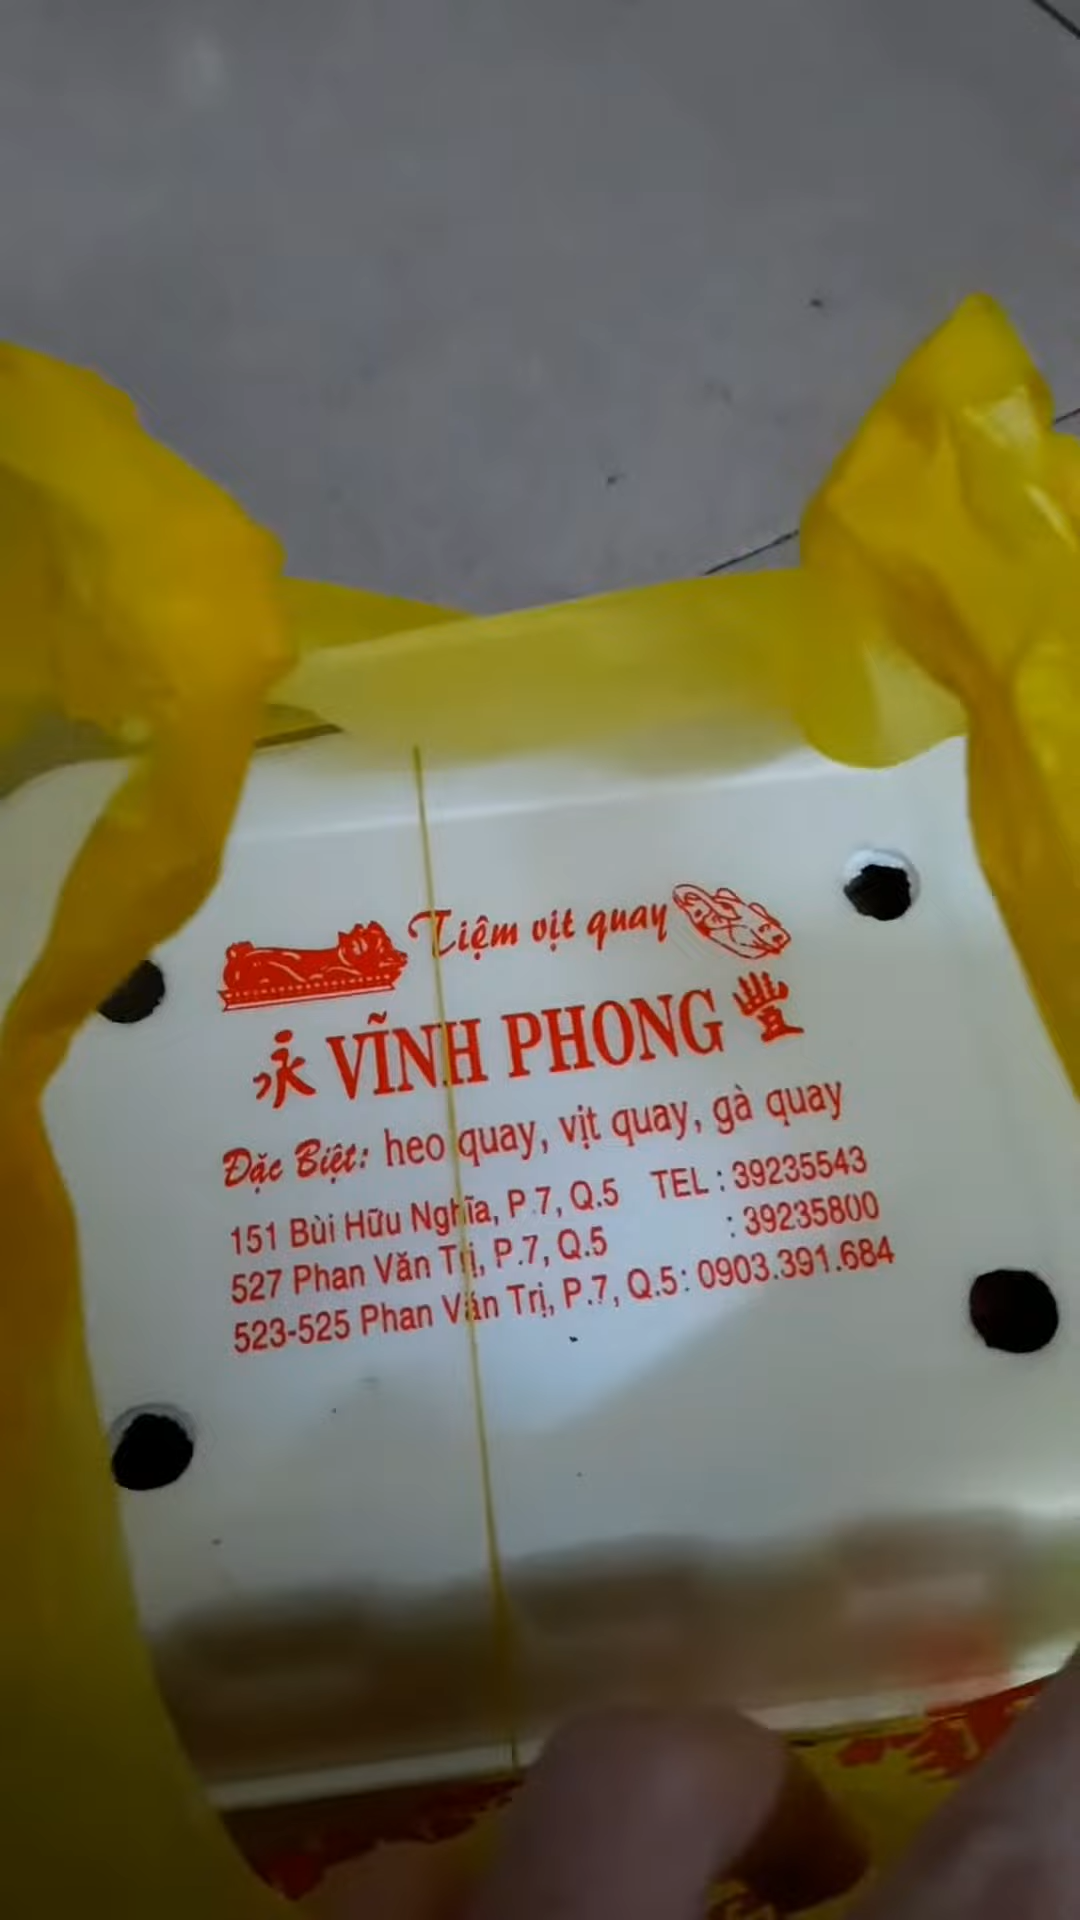 Tiệm vịt quay
永 VĨNH PHONG 豐
Đặc Biệt: heo quay, vịt quay, gà quay
151 Bùi Hữu Nghĩa, P.7, Q.5 TEL : 39235543
527 Phan Văn Trị, P.7, Q.5 : 39235800
523-525 Phan Văn Trị, P.7, Q.5: 0903.391.684